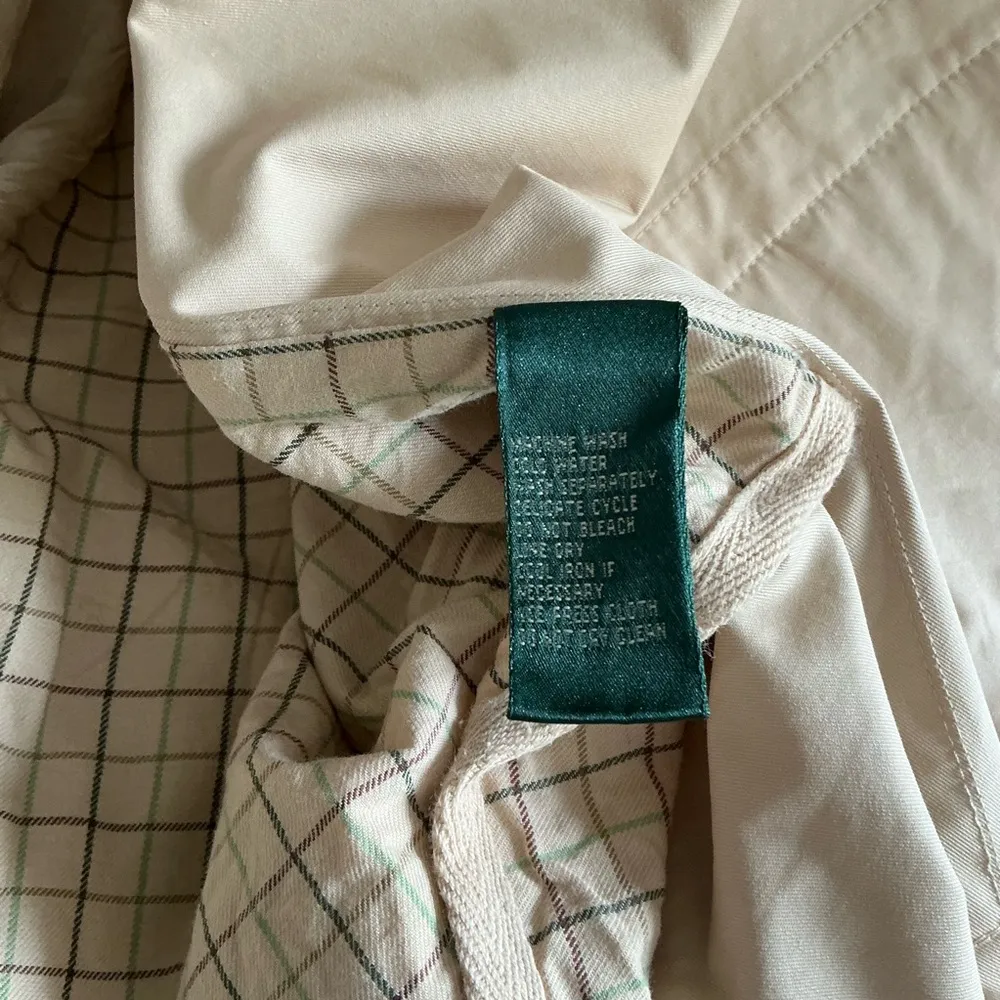 MACHINE WASH
COLD WATER
WASH SEPARATELY
DELICATE CYCLE
DO NOT BLEACH
LINE DRY
COOL IRON IF
NECESSARY
USE PRESS CLOTH
DO NOT DRY CLEAN